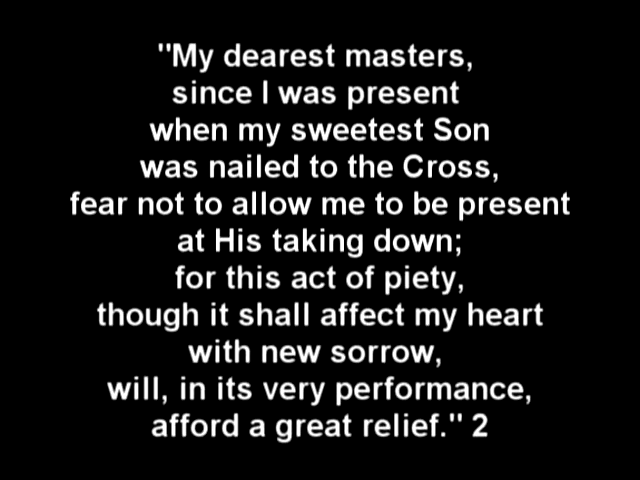 "My dearest masters,
since I was present
when my sweetest Son
was nailed to the Cross,
fear not to allow me to be present
at His taking down;
for this act of piety,
though it shall affect my heart
with new sorrow,
will, in its very performance,
afford a great relief." 2